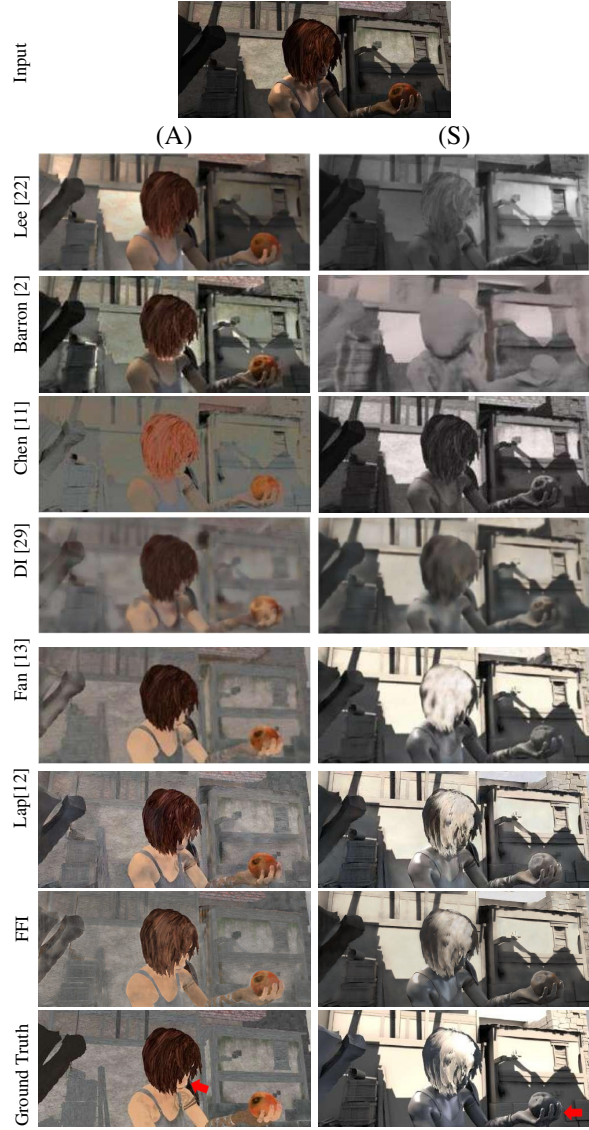 Input
(A) (S)
Lee [22]
Barron [2]
Chen [11]
DI [29]
Fan [13]
Lap[12]
FFI
Ground Truth